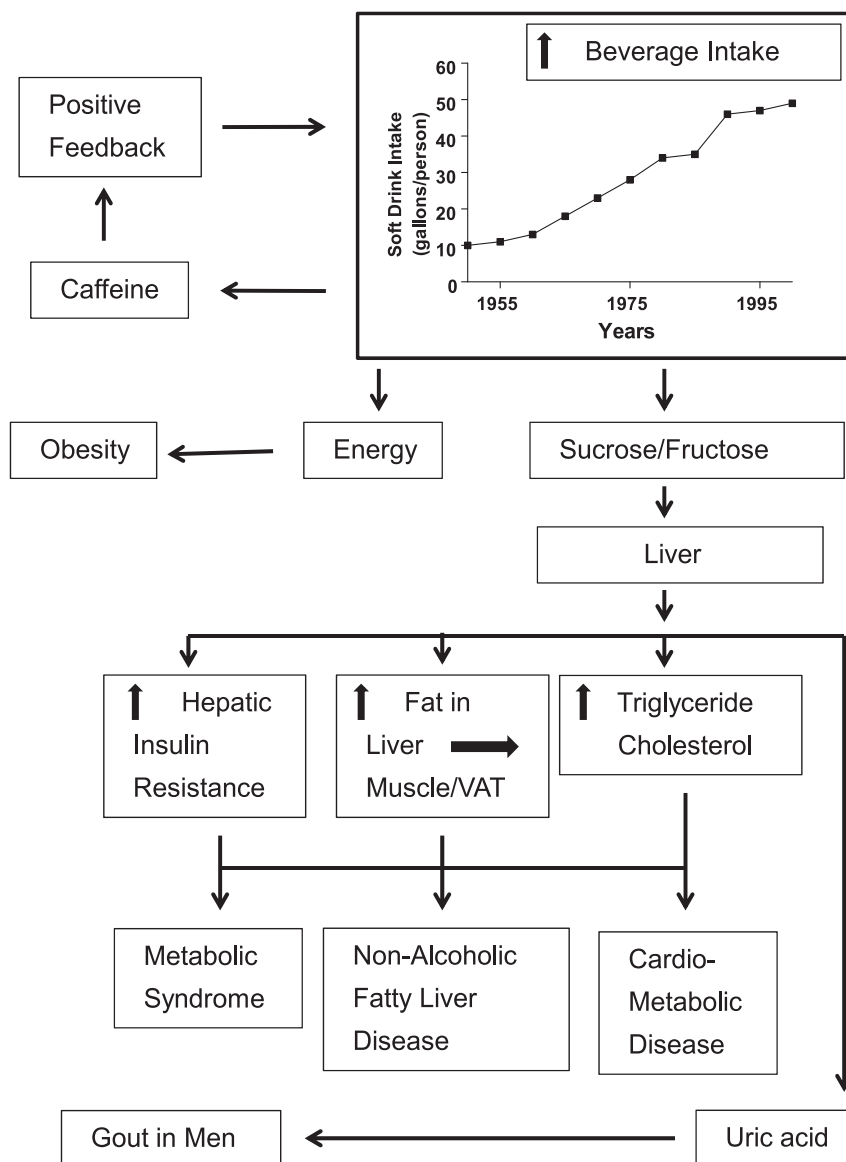 Beverage Intake
Positive
Feedback
Soft Drink Intake
(gallons/person)
60
50
40
30
20
10
0
1955 1975 1995
Years
Caffeine
Obesity
Energy
Sucrose/Fructose
Liver
Hepatic
Insulin
Resistance
Fat in
Liver
Muscle/VAT
Triglyceride
Cholesterol
Metabolic
Syndrome
Non-Alcoholic
Fatty Liver
Disease
Cardio-
Metabolic
Disease
Gout in Men
Uric acid